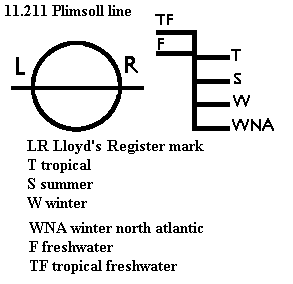 11.211 Plimsoll line
TF
F
L R
T
S
W
WNA
LR Lloyd's Register mark
T tropical
S summer
W winter
WNA winter north atlantic
F freshwater
TF tropical freshwater